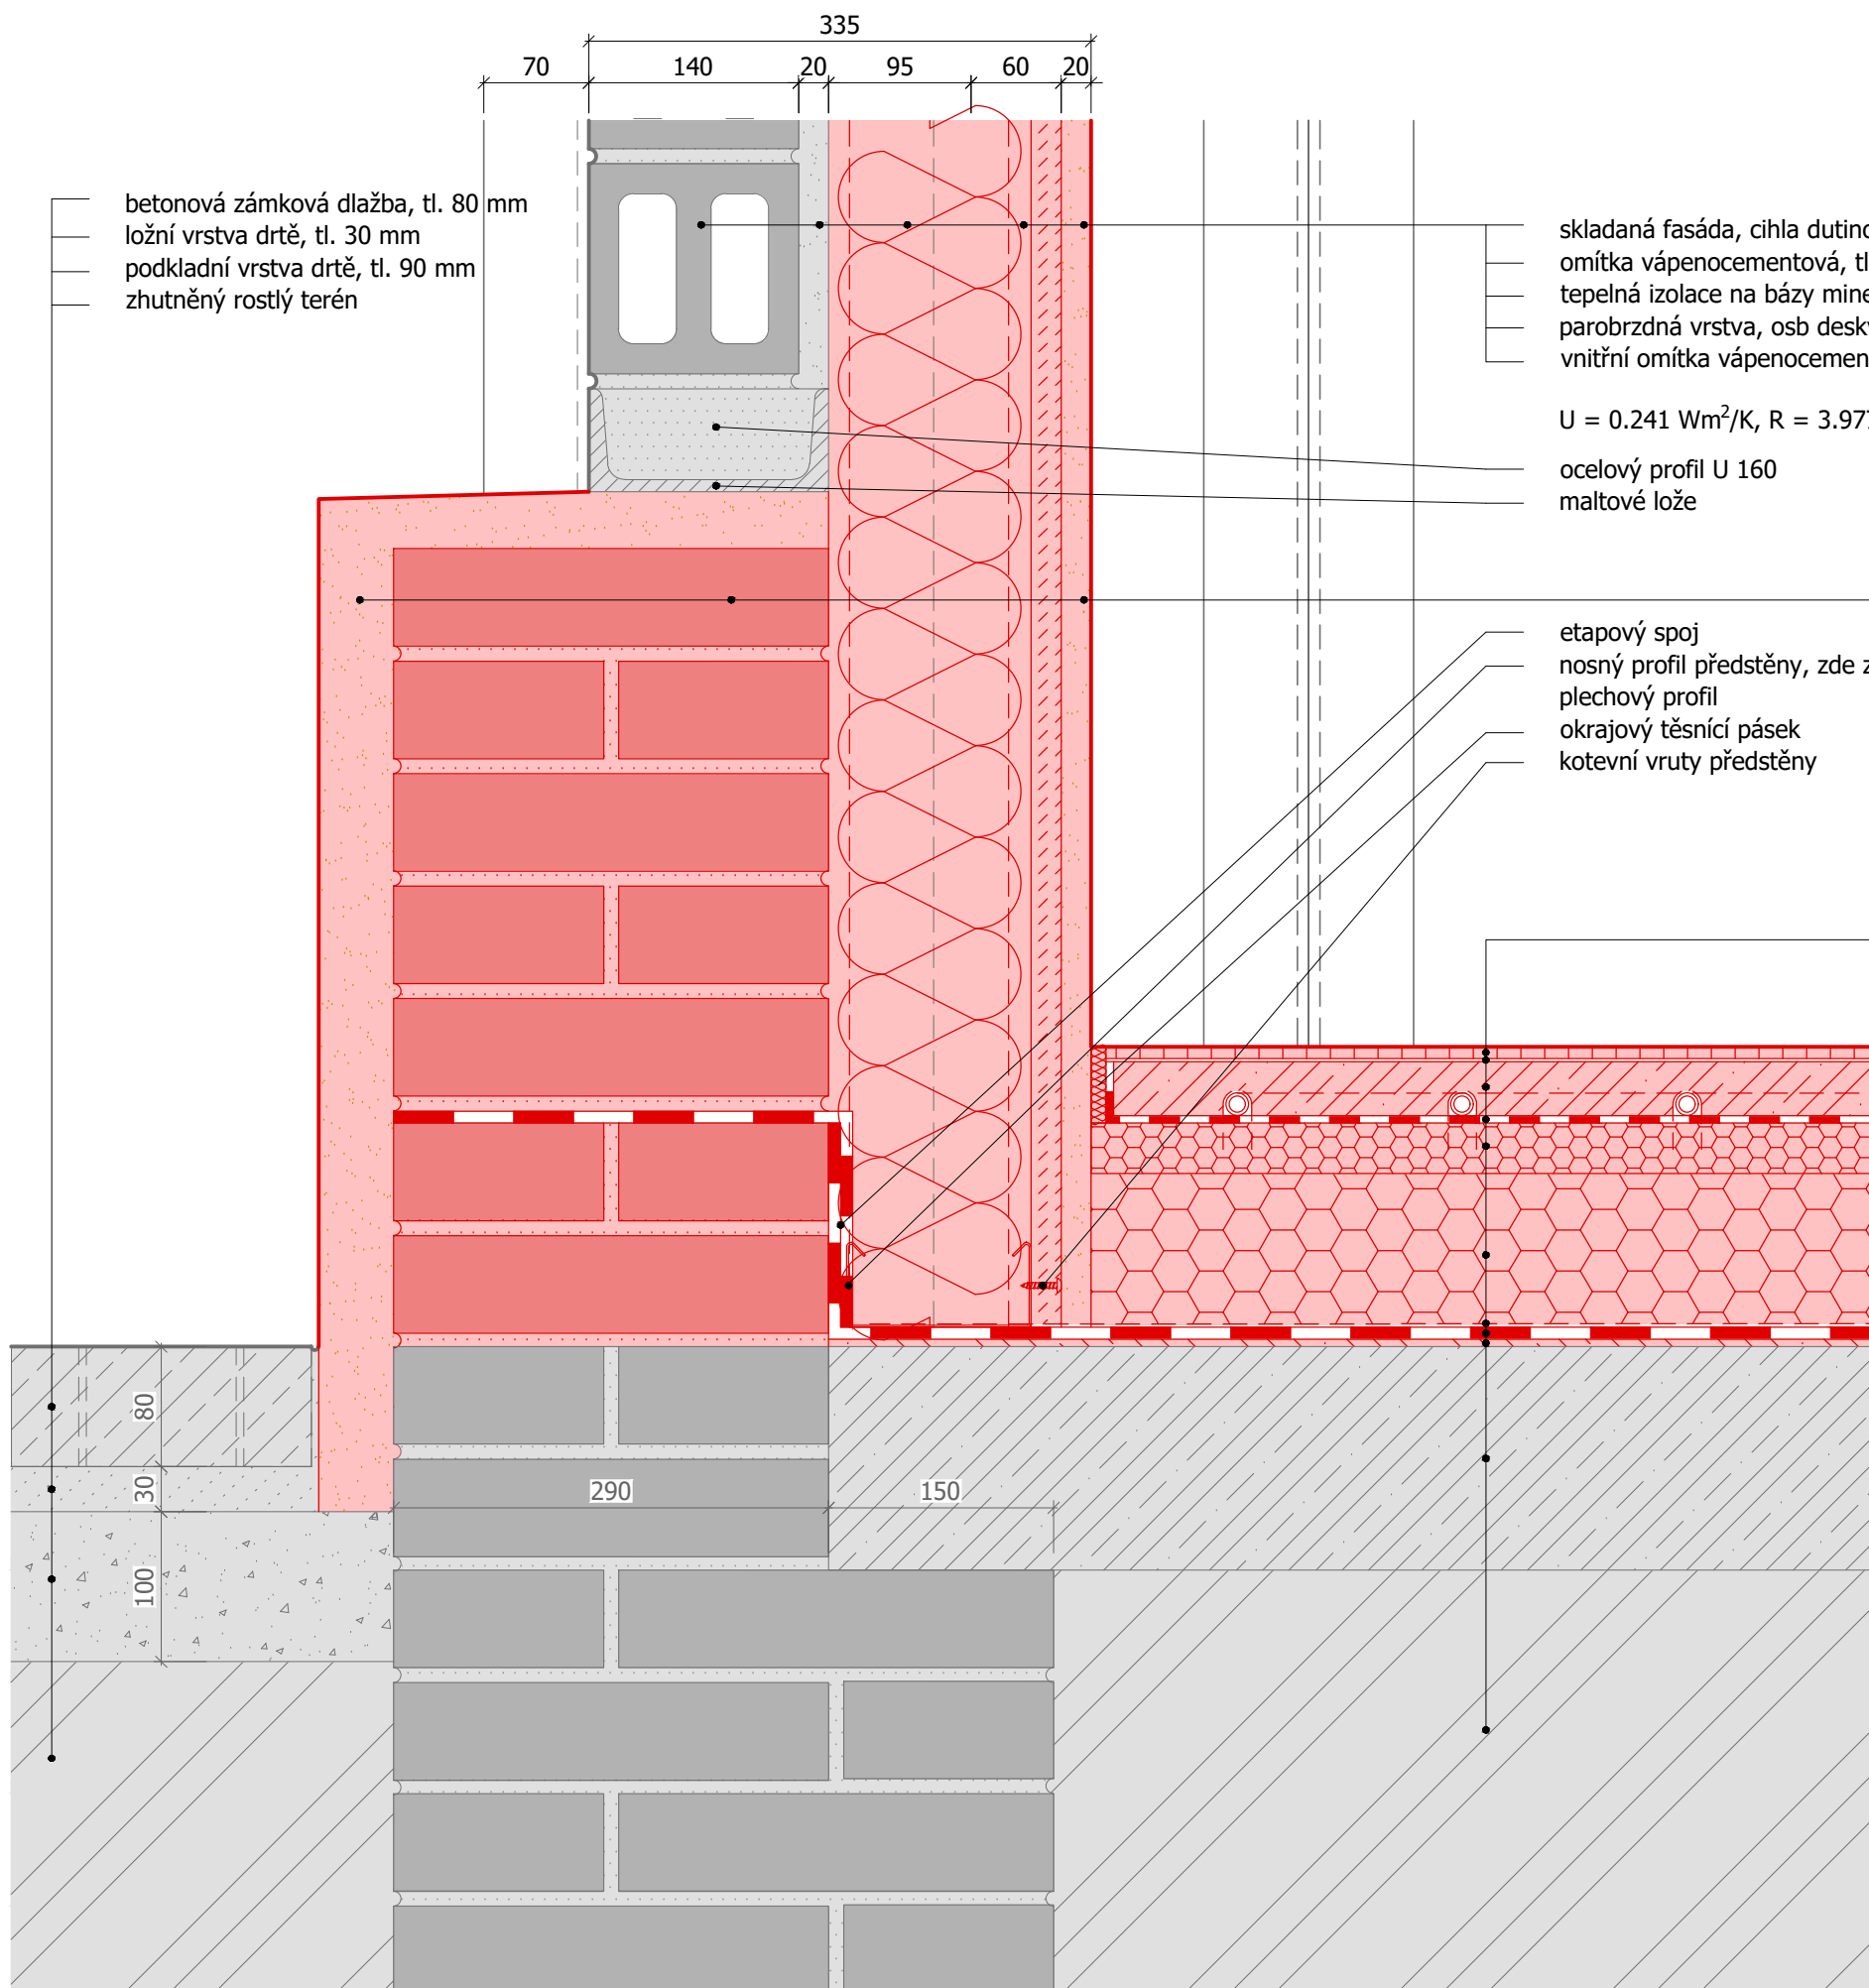 335
70 140 20 95 60 20
betonová zámková dlažba, tl. 80 mm
ložní vrstva drtě, tl. 30 mm
podkladní vrstva drtě, tl. 90 mm
zhutněný rostlý terén
skladaná fasáda, cihla dutino
omítka vápenocementová, tl
tepelná izolace na bázy mine
parobrzdná vrstva, osb desk
vnitřní omítka vápenocemen
U = 0.241 Wm²/K, R = 3.977
ocelový profil U 160
maltové lože
etapový spoj
nosný profil předstěny, zde z
plechový profil
okrajový těsnící pásek
kotevní vruty předstěny
80
30
100
290 150